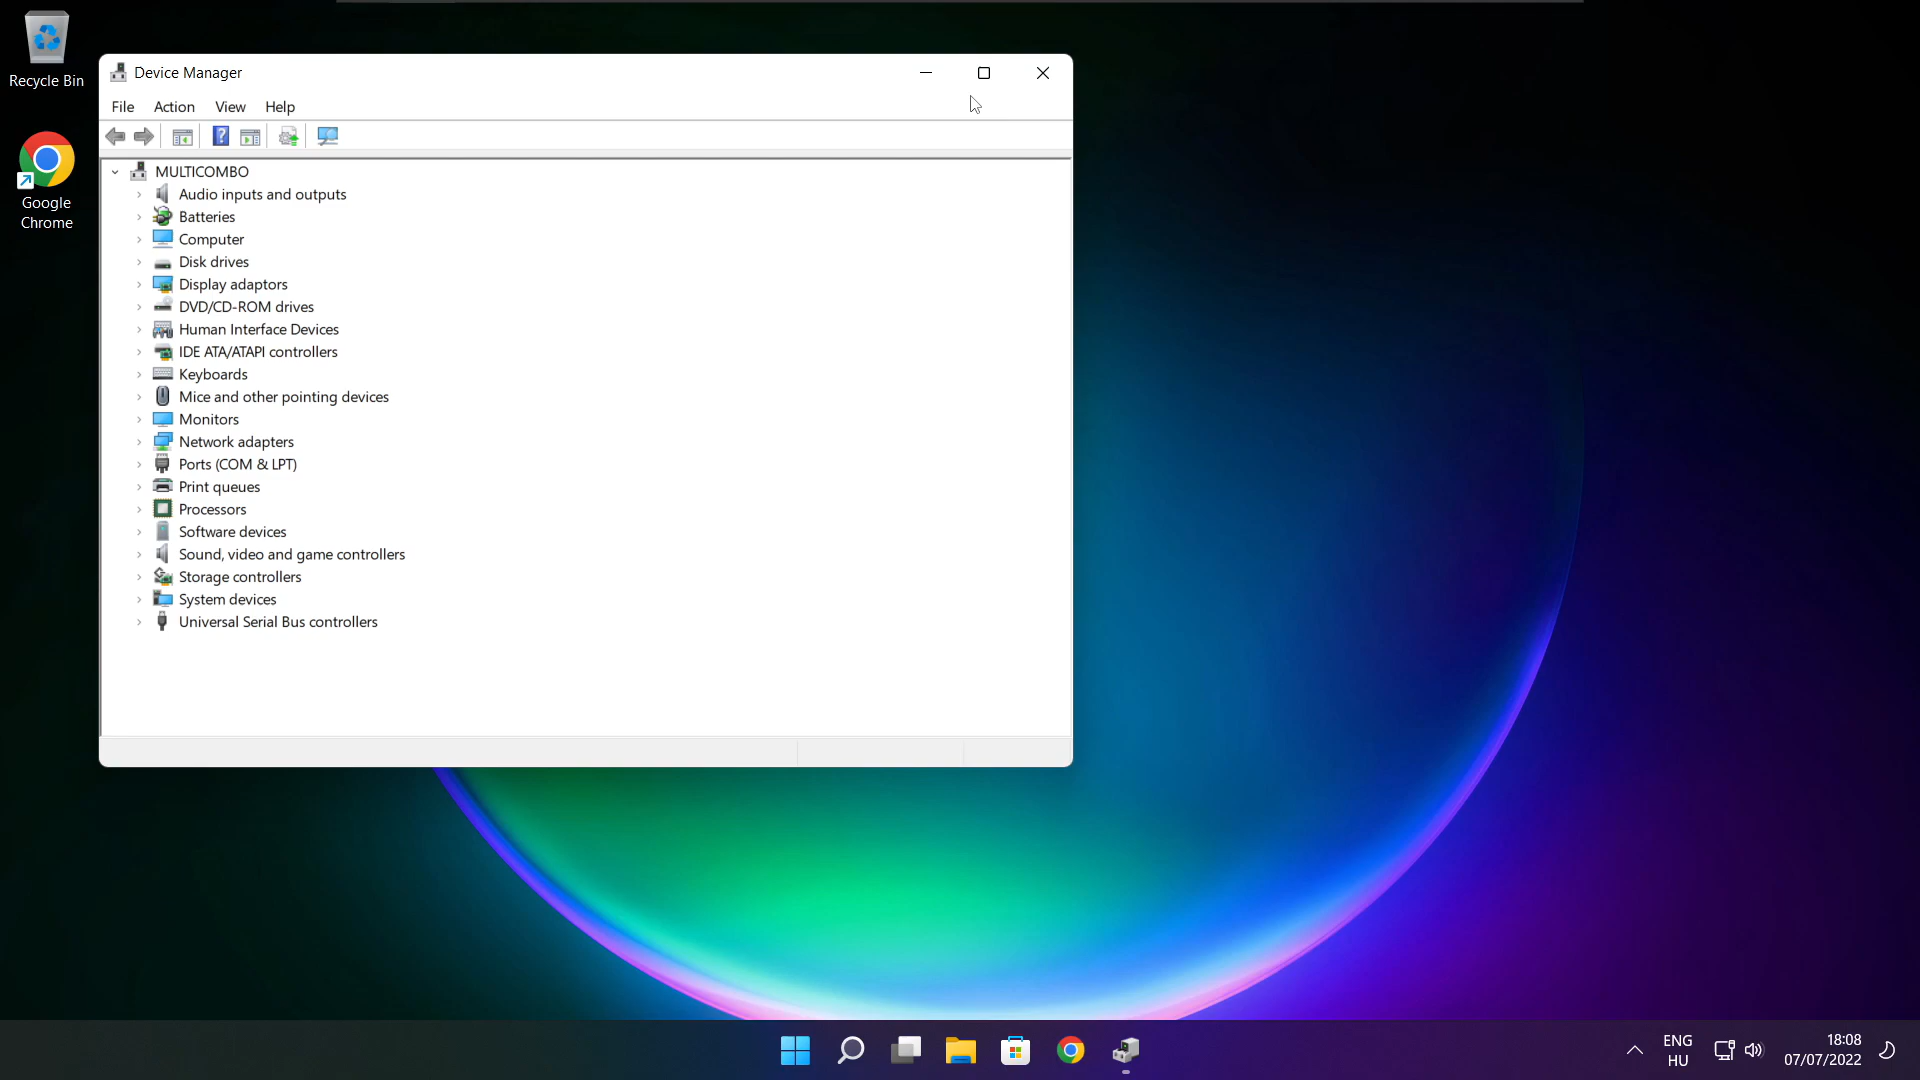 Recycle Bin
Google
Chrome
Device Manager
File Action View Help
MULTICOMBO
Audio inputs and outputs
Batteries
Computer
Disk drives
Display adaptors
DVD/CD-ROM drives
Human Interface Devices
IDE ATA/ATAPI controllers
Keyboards
Mice and other pointing devices
Monitors
Network adapters
Ports (COM & LPT)
Print queues
Processors
Software devices
Sound, video and game controllers
Storage controllers
System devices
Universal Serial Bus controllers
ENG
HU
18:08
07/07/2022